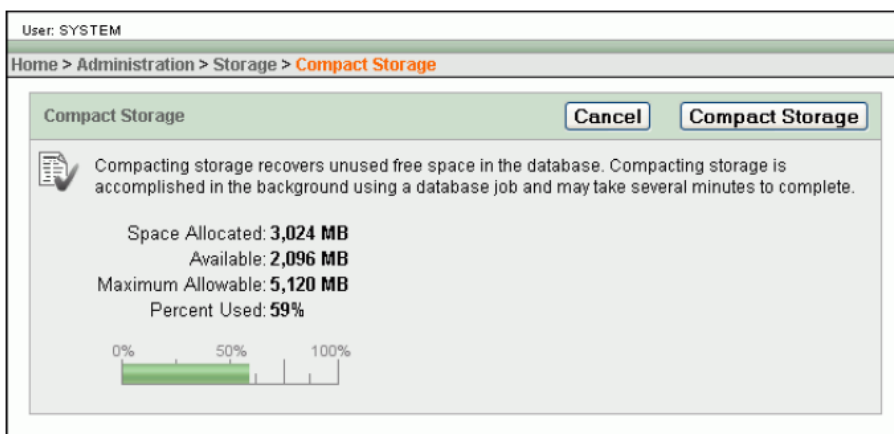 User: SYSTEM
Home > Administration > Storage > Compact Storage
Compact Storage
Cancel
Compact Storage
Compacting storage recovers unused free space in the database. Compacting storage is
accomplished in the background using a database job and may take several minutes to complete.
Space Allocated: 3,024 MB
Available: 2,096 MB
Maximum Allowable: 5,120 MB
Percent Used: 59%
0% 50% 100%